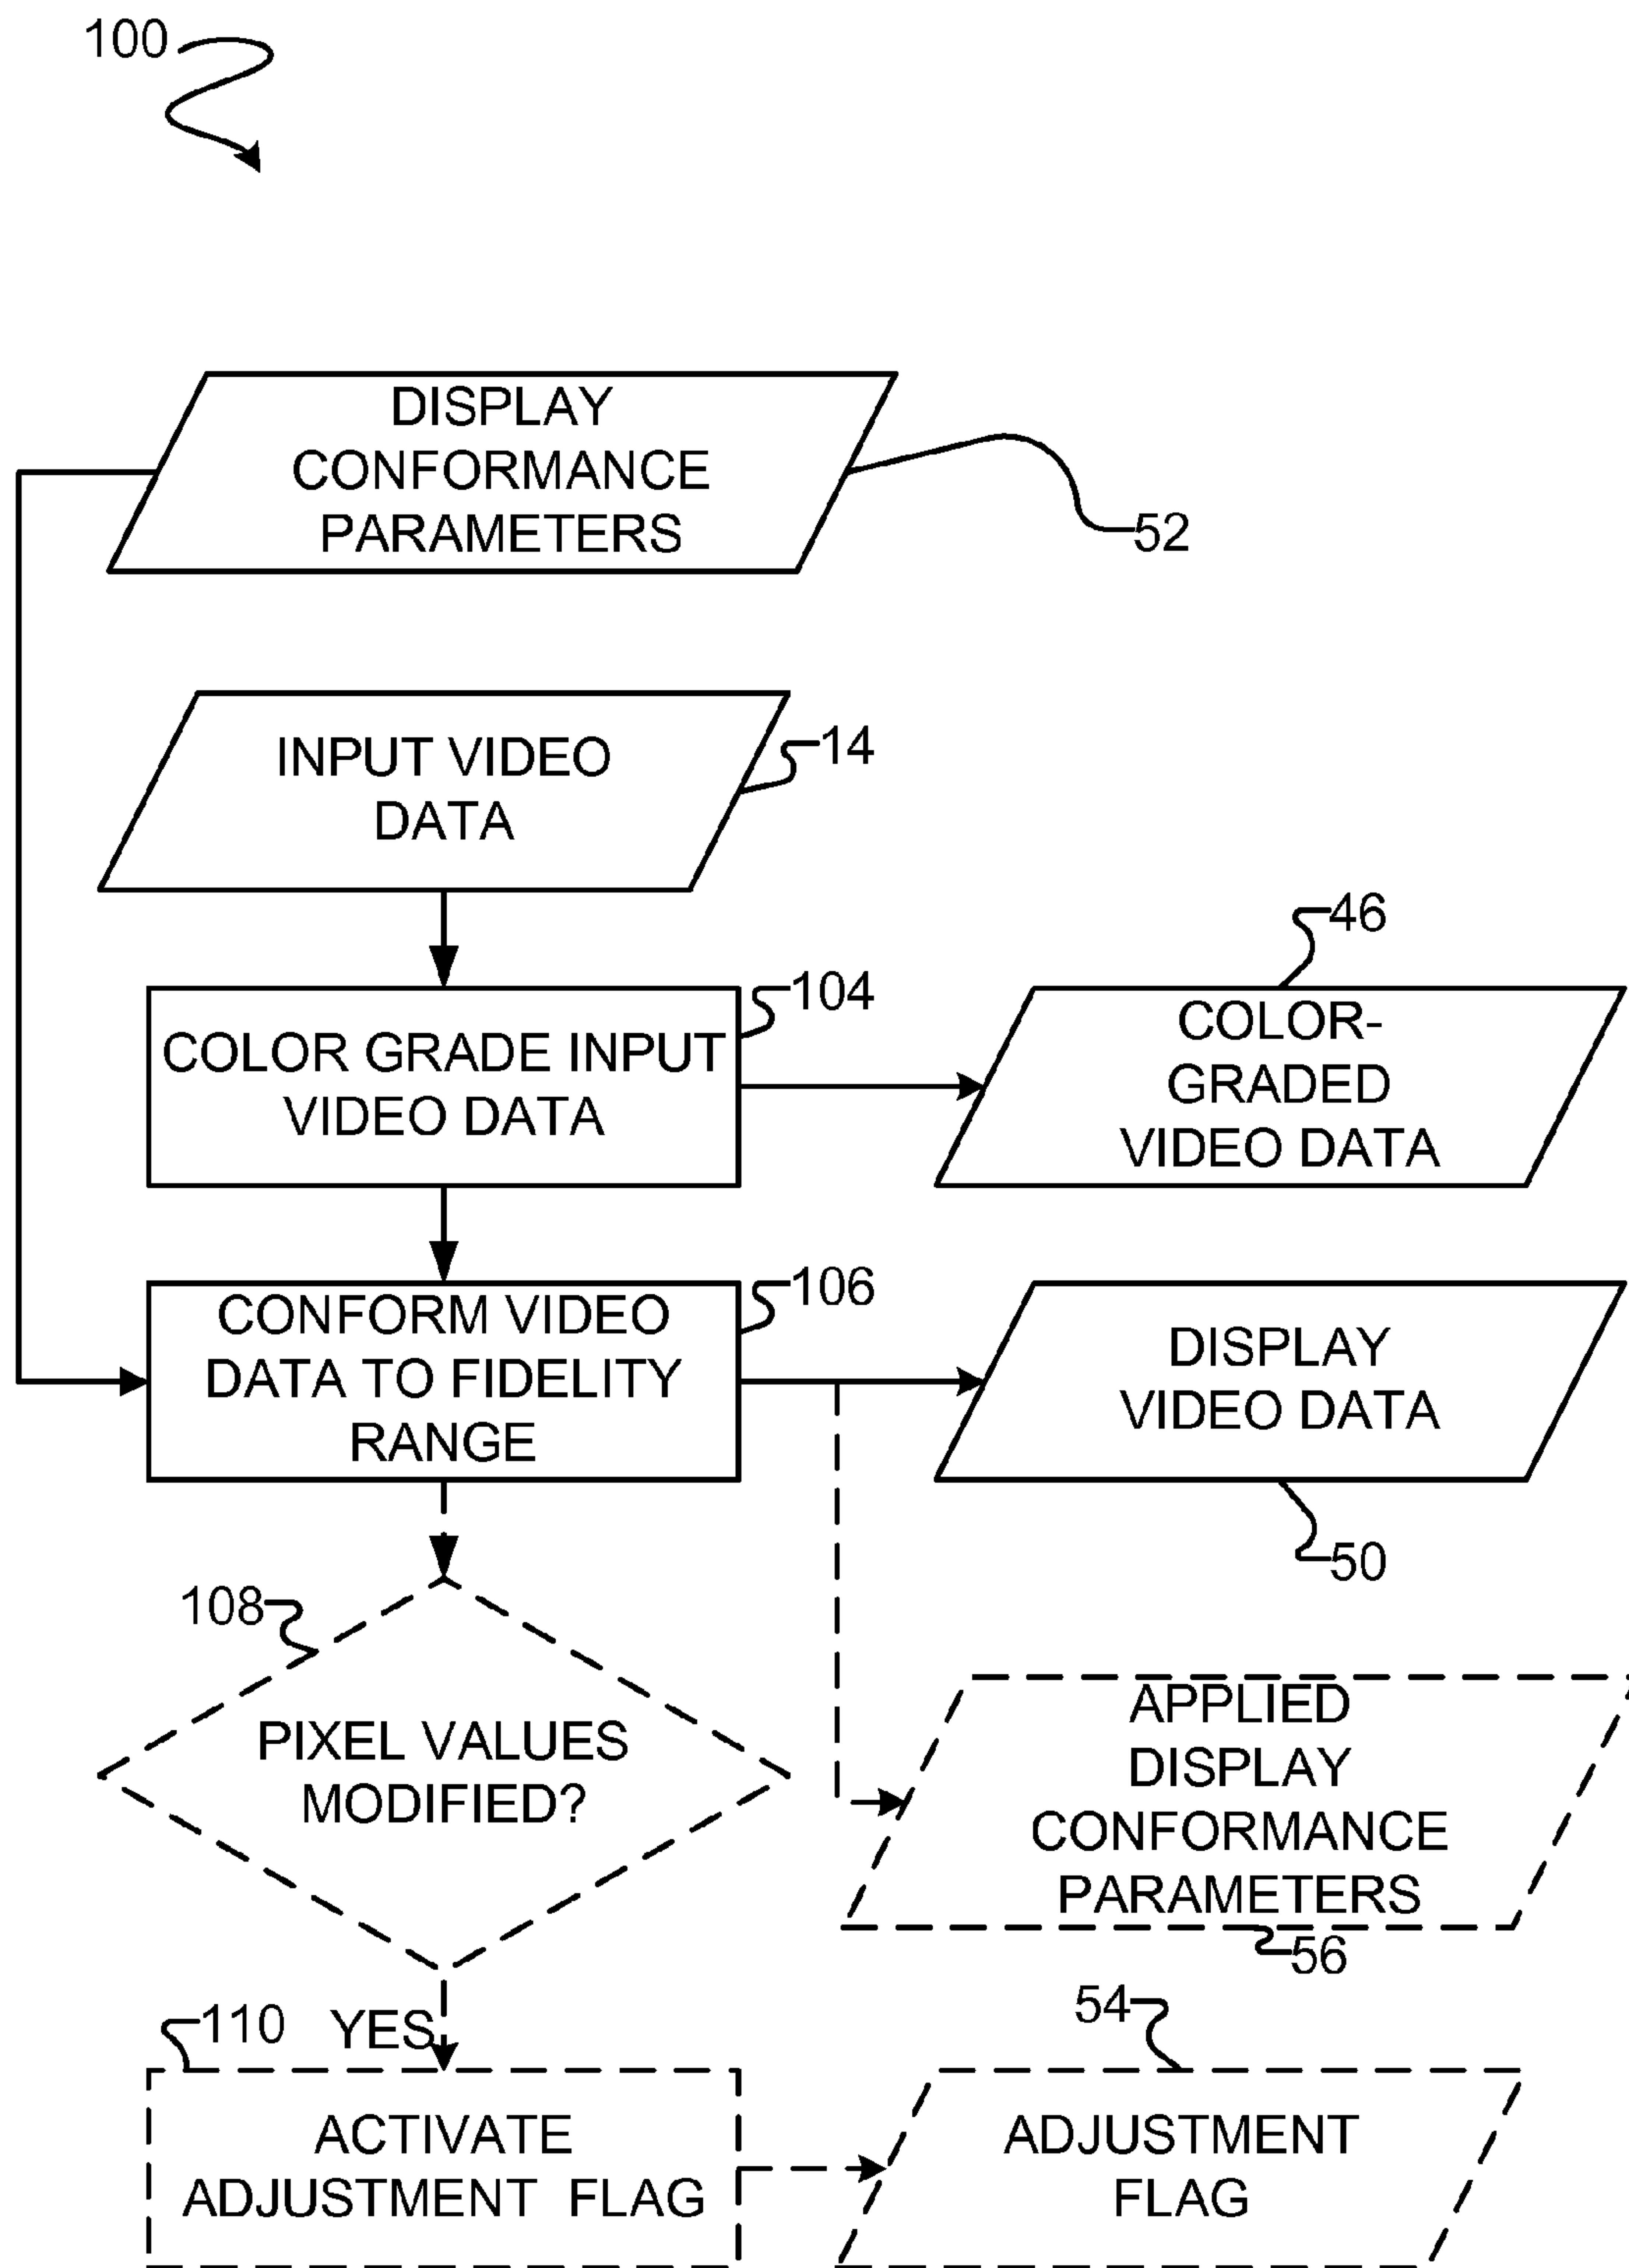 100
DISPLAY
CONFORMANCE
PARAMETERS
52
INPUT VIDEO
DATA
14
46
104
COLOR GRADE INPUT
VIDEO DATA
COLOR-
GRADED
VIDEO DATA
106
CONFORM VIDEO
DATA TO FIDELITY
RANGE
DISPLAY
VIDEO DATA
50
108
PIXEL VALUES
MODIFIED?
APPLIED
DISPLAY
CONFORMANCE
PARAMETERS
56
54
110
YES
ACTIVATE
ADJUSTMENT FLAG
ADJUSTMENT
FLAG